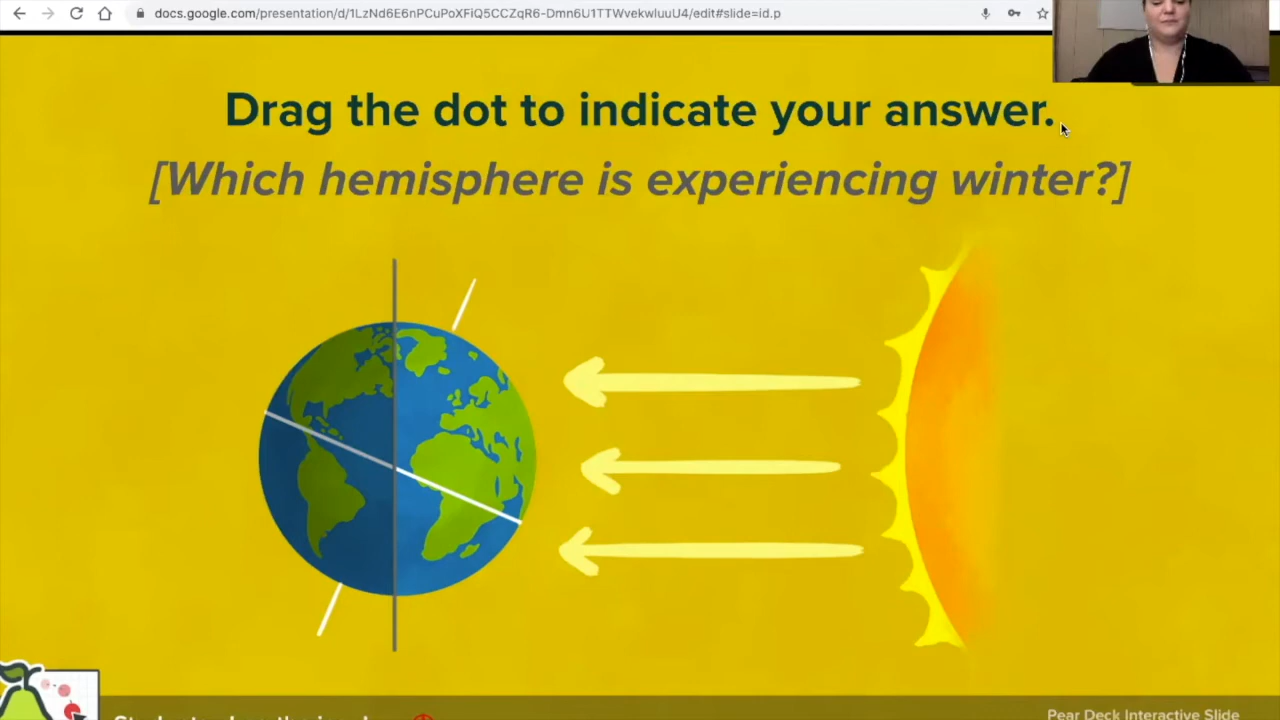 docs.google.com/presentation/d/1LzNd6E6nPCuPoXFiQ5CCZqR6-Dmn6U1TTWvekwluuU4/edit#slide=id.p
Drag the dot to indicate your answer.
[Which hemisphere is experiencing winter?]
Pear Deck Interactive Slide